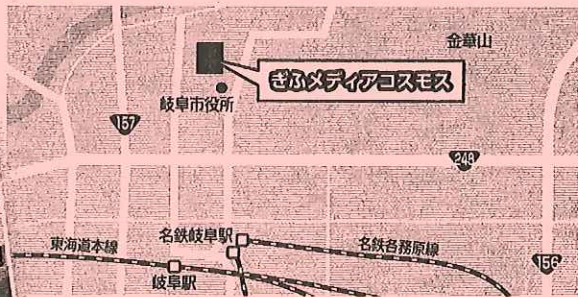 金華山
ぎふメディアコスモス
岐阜市役所
157
248
名鉄岐阜駅
東海道本線
名鉄各務原線
156
岐阜駅